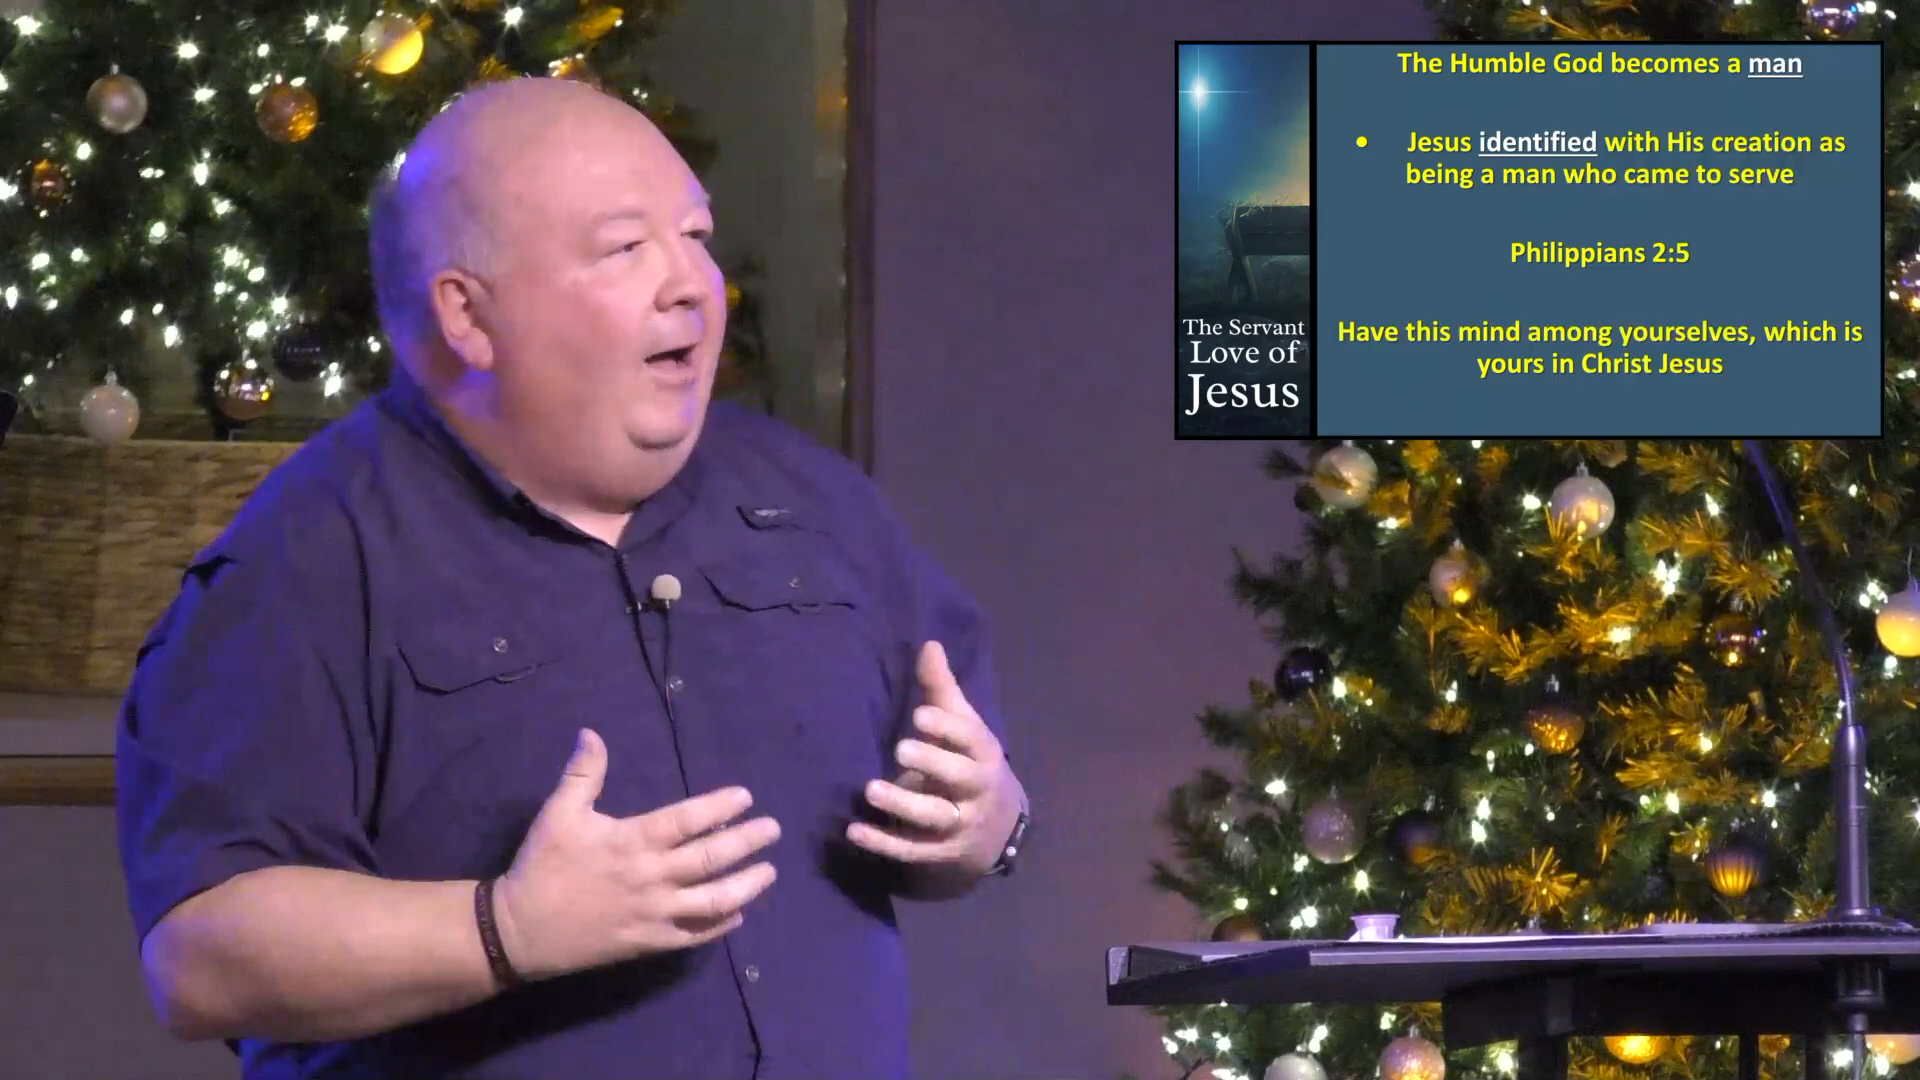 The Humble God becomes a man
• Jesus identified with His creation as
being a man who came to serve
Philippians 2:5
Have this mind among yourselves, which is
yours in Christ Jesus
The Servant
Love of
Jesus